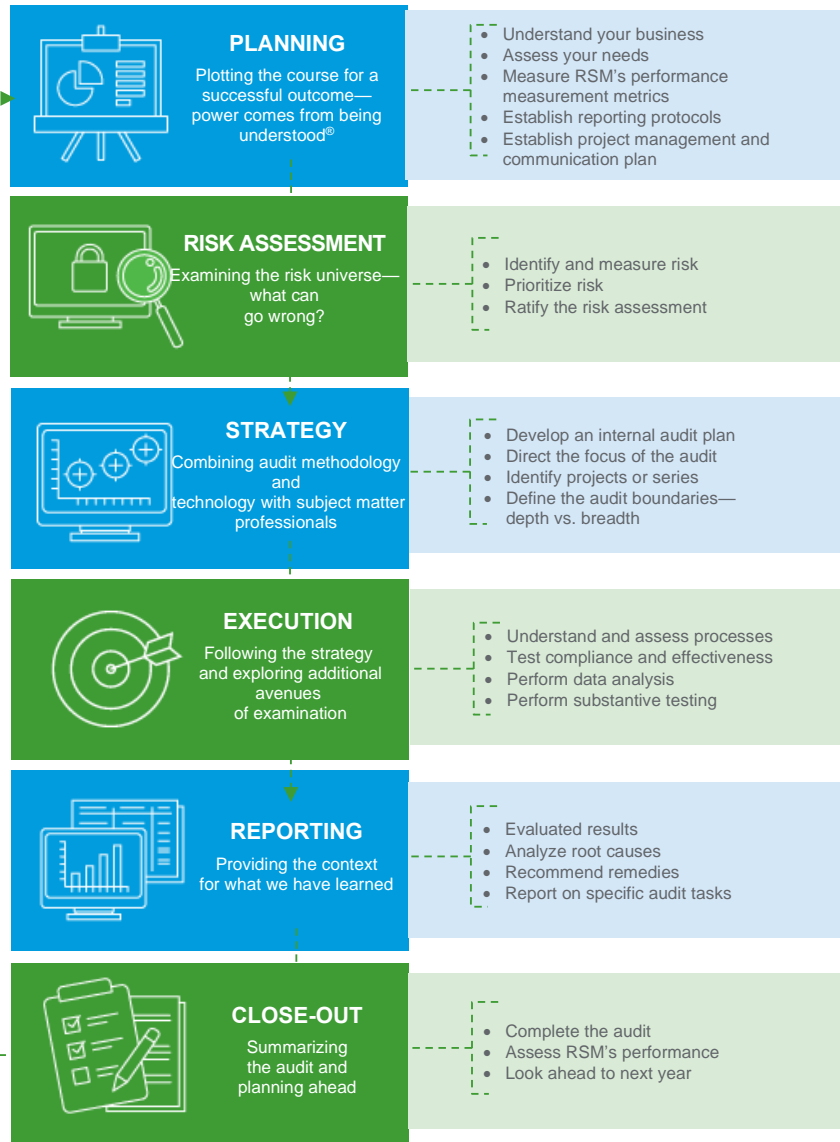 PLANNING
Plotting the course for a
successful outcome—
power comes from being
understood®
• Understand your business
• Assess your needs
• Measure RSM's performance
measurement metrics
• Establish reporting protocols
• Establish project management and
communication plan
RISK ASSESSMENT
Examining the risk universe—
what can
go wrong?
• Identify and measure risk
• Prioritize risk
• Ratify the risk assessment
STRATEGY
Combining audit methodology
and
technology with subject matter
professionals
• Develop an internal audit plan
• Direct the focus of the audit
• Identify projects or series
• Define the audit boundaries—
depth vs. breadth
EXECUTION
Following the strategy
and exploring additional
avenues
of examination
• Understand and assess processes
• Test compliance and effectiveness
• Perform data analysis
• Perform substantive testing
REPORTING
Providing the context
for what we have learned
• Evaluated results
• Analyze root causes
• Recommend remedies
• Report on specific audit tasks
CLOSE-OUT
Summarizing
the audit and
planning ahead
• Complete the audit
• Assess RSM's performance
• Look ahead to next year